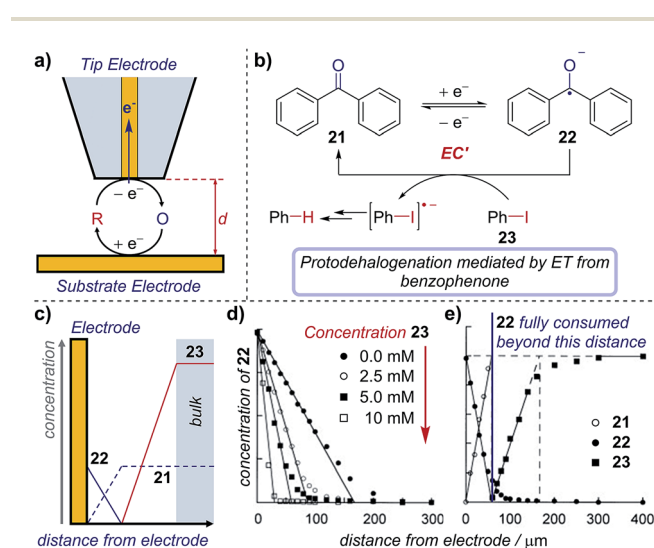 a)
Tip Electrode
e-
− e−
R
O
d
+ e−
Substrate Electrode
b)
O
O−
+ e−
− e−
21
22
EC'
Ph–H
[Ph–I]•−
Ph–I
23
Protodehalogenation mediated by ET from
benzophenone
c)
Electrode
concentration
23
22
21
bulk
distance from electrode
d)
Concentration 23
0.0 mM
2.5 mM
5.0 mM
10 mM
concentration of 22
0 100 200 300
e)
22 fully consumed
beyond this distance
21
22
23
0 100 200 300 400
distance from electrode / μm